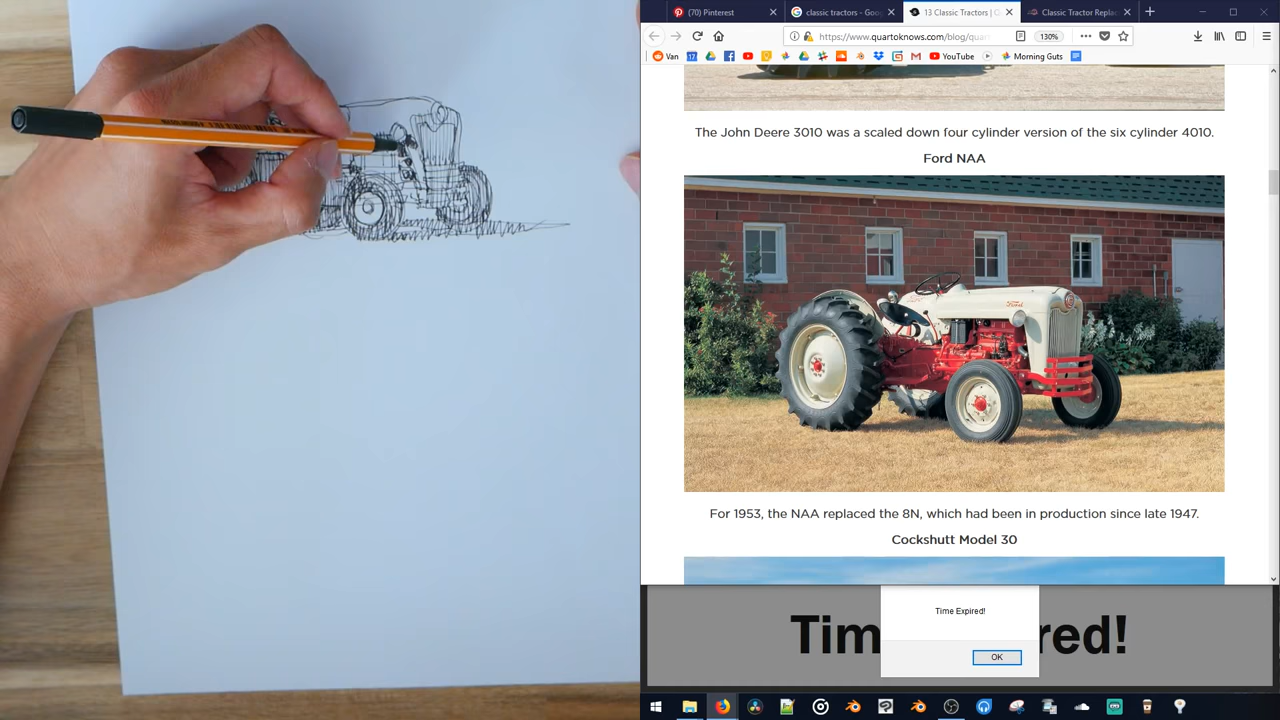 (70) Pinterest
classic tractors - Goo
13 Classic Tractors | O
Classic Tractor Replac
https://www.quartoknows.com/blog/quar
130%
Van
17
YouTube
Morning Guts
The John Deere 3010 was a scaled down four cylinder version of the six cylinder 4010.
Ford NAA
Ford
For 1953, the NAA replaced the 8N, which had been in production since late 1947.
Cockshutt Model 30
Time Expired!
Tim
red!
OK